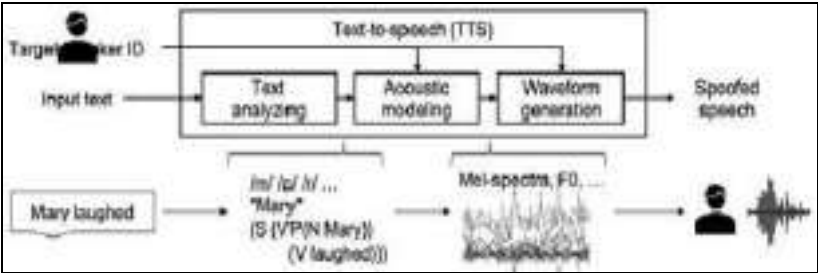 Text-to-speech (TTS)
Target ker ID
Input text
Text analyzing
Acoustic modeling
Waveform generation
Spoofed speech
Mary laughed
"Mary"
(S (VP(N Mary))
(V laughed)))
Mel-spectra, F0, ...